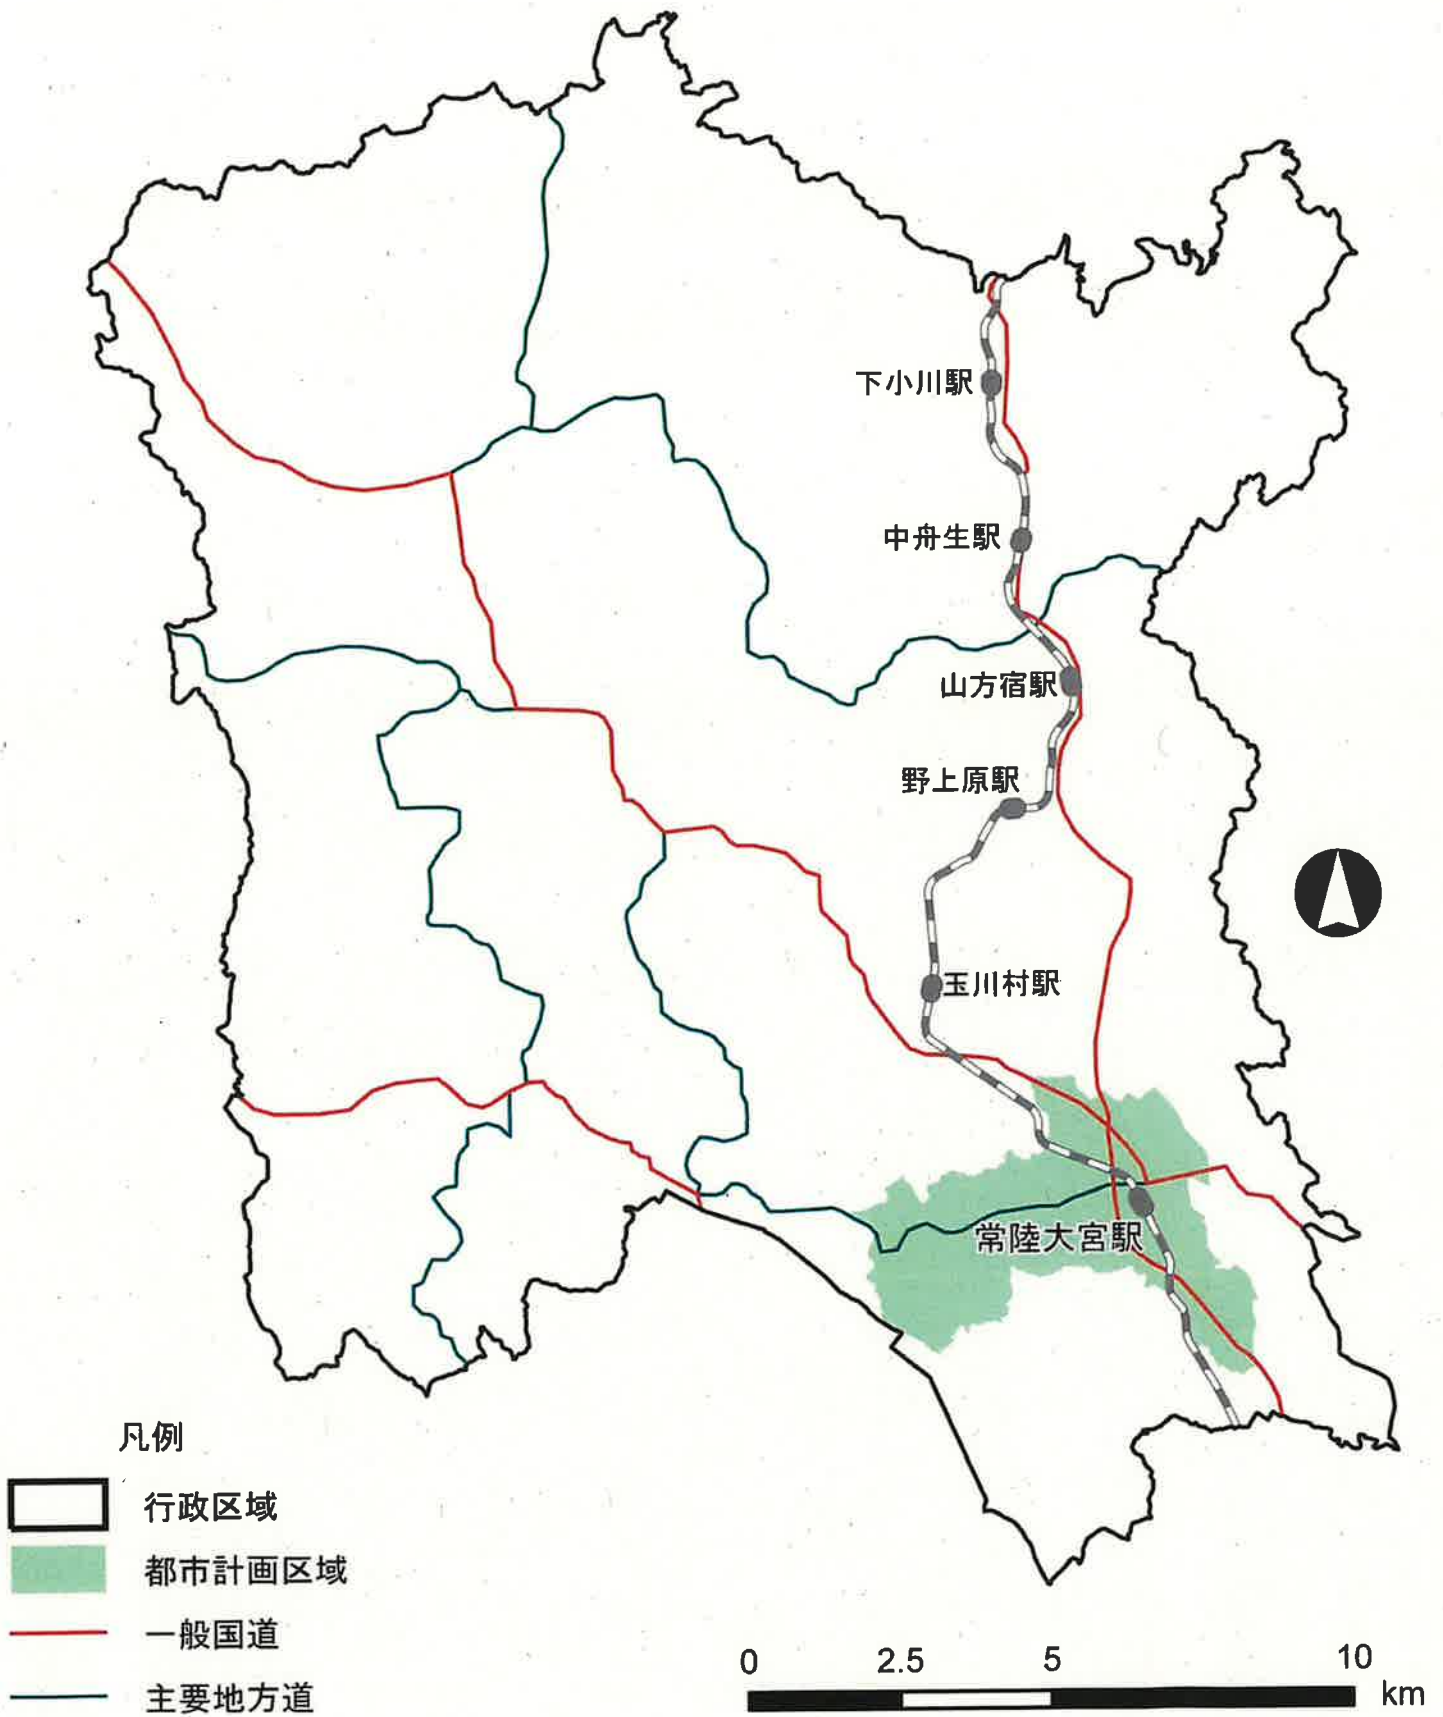 下小川駅
中舟生駅
山方宿駅
野上原駅
玉川村駅
常陸大宮駅
凡例
行政区域
都市計画区域
一般国道
主要地方道
0 2.5 5 10
km